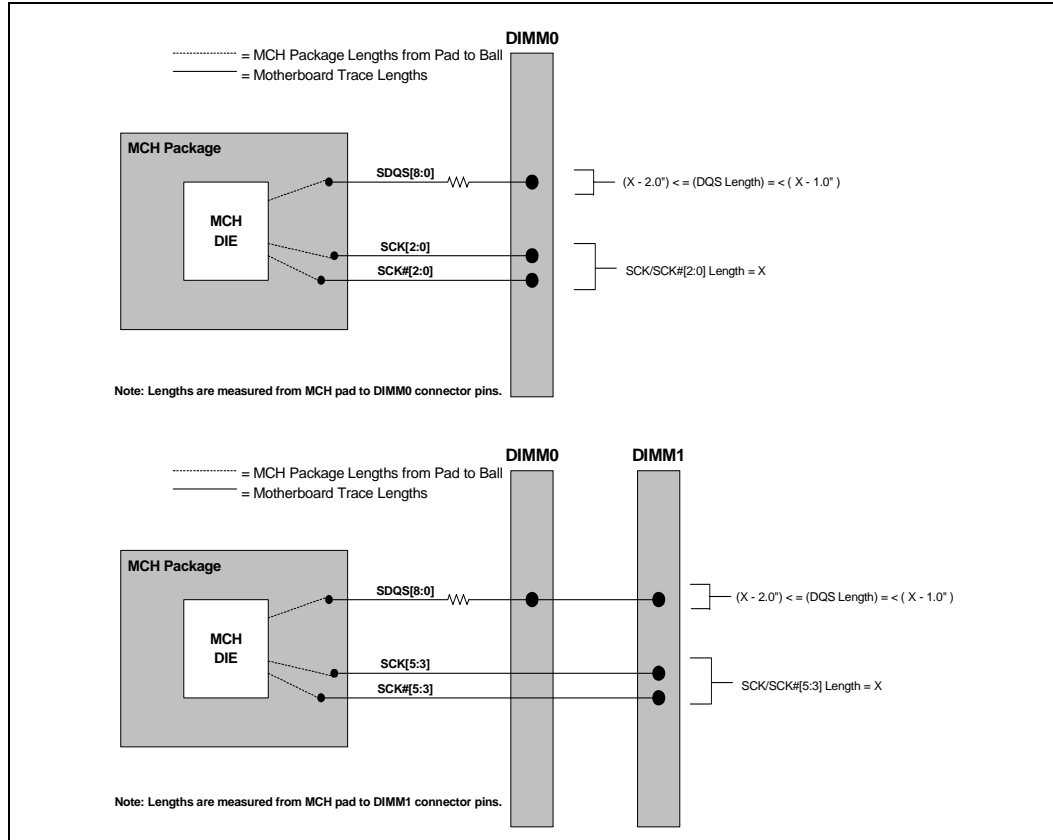 DIMM0
= MCH Package Lengths from Pad to Ball
= Motherboard Trace Lengths
MCH Package
SDQS[8:0]
(X - 2.0") < = (DQS Length) = < ( X - 1.0" )
MCH
DIE
SCK[2:0]
SCK#[2:0]
SCK/SCK#[2:0] Length = X
Note: Lengths are measured from MCH pad to DIMM0 connector pins.
DIMM0
DIMM1
= MCH Package Lengths from Pad to Ball
= Motherboard Trace Lengths
MCH Package
SDQS[8:0]
(X - 2.0") < = (DQS Length) = < ( X - 1.0" )
MCH
DIE
SCK[5:3]
SCK#[5:3]
SCK/SCK#[5:3] Length = X
Note: Lengths are measured from MCH pad to DIMM1 connector pins.